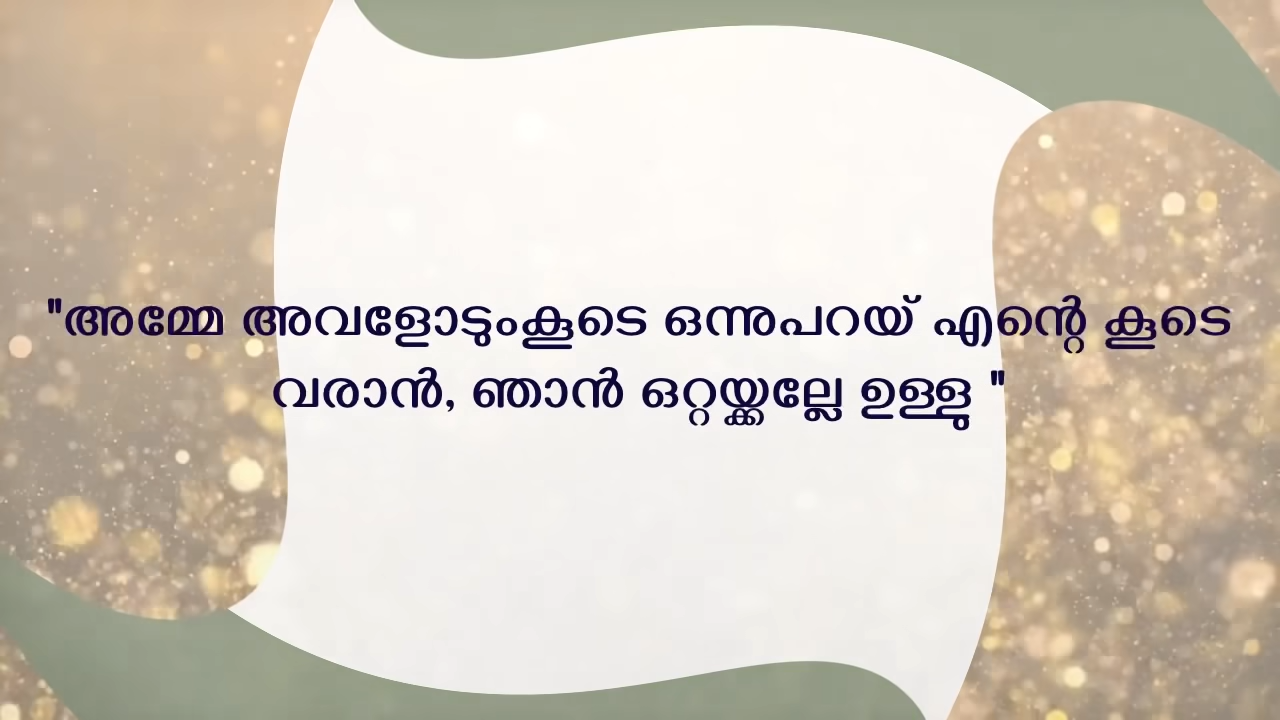 "അമ്മേ അവളോടുംകൂടെ ഒന്നുപറയ് എന്റെ കൂടെ
വരാൻ, ഞാൻ ഒറ്റയ്ക്കല്ലേ ഉള്ളു "